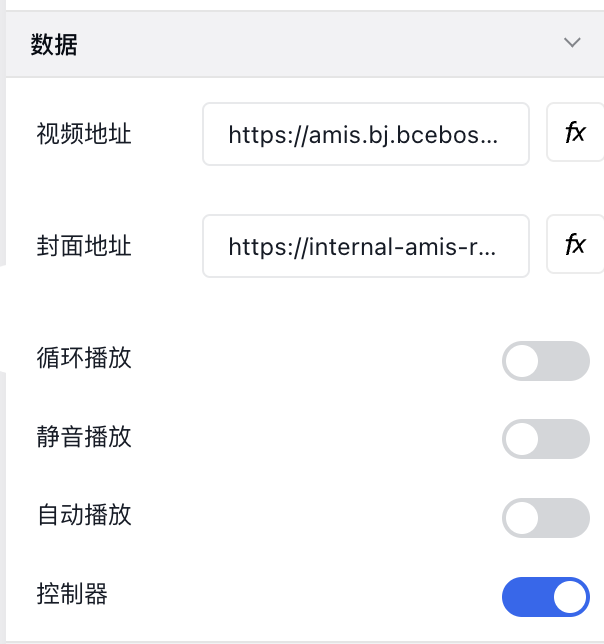 数据
视频地址 https://amis.bj.bcebos... fx
封面地址 https://internal-amis-r... fx
循环播放
静音播放
自动播放
控制器